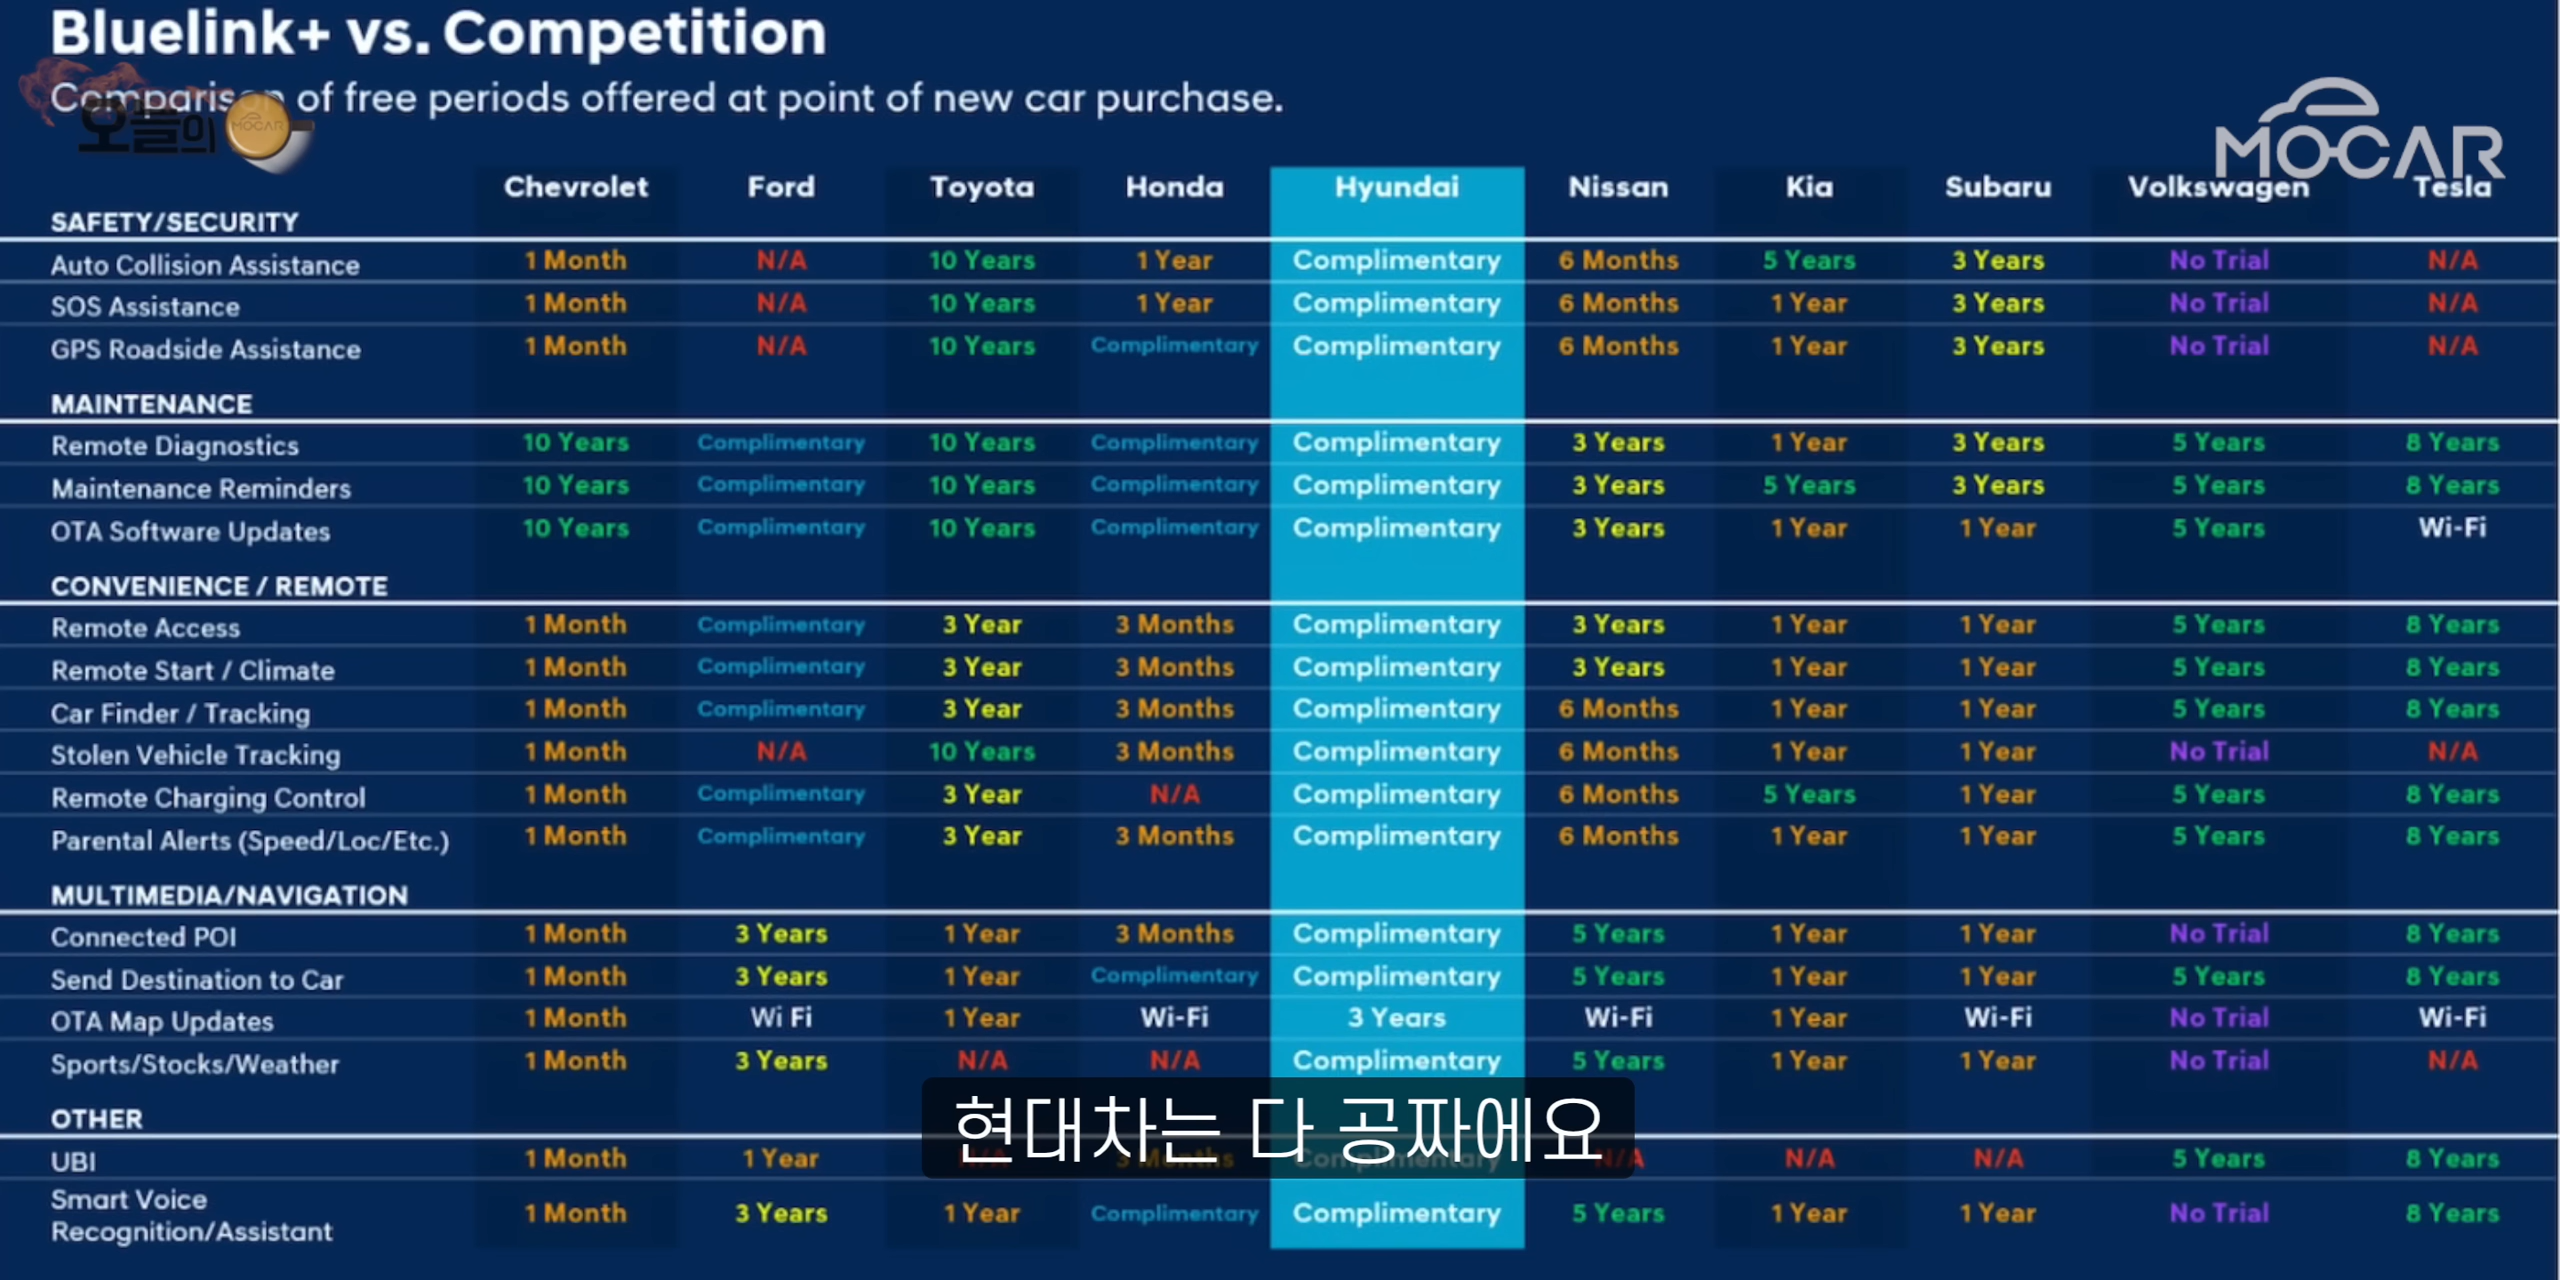 Bluelink+ vs. Competition
Comparison of free periods offered at point of new car purchase.
오늘의 MOCAR
MOCAR
Chevrolet Ford Toyota Honda Hyundai Nissan Kia Subaru Volkswagen Tesla
SAFETY/SECURITY
Auto Collision Assistance 1 Month N/A 10 Years 1 Year Complimentary 6 Months 5 Years 3 Years No Trial N/A
SOS Assistance 1 Month N/A 10 Years 1 Year Complimentary 6 Months 1 Year 3 Years No Trial N/A
GPS Roadside Assistance 1 Month N/A 10 Years Complimentary Complimentary 6 Months 1 Year 3 Years No Trial N/A
MAINTENANCE
Remote Diagnostics 10 Years Complimentary 10 Years Complimentary Complimentary 3 Years 1 Year 3 Years 5 Years 8 Years
Maintenance Reminders 10 Years Complimentary 10 Years Complimentary Complimentary 3 Years 5 Years 3 Years 5 Years 8 Years
OTA Software Updates 10 Years Complimentary 10 Years Complimentary Complimentary 3 Years 1 Year 1 Year 5 Years Wi-Fi
CONVENIENCE / REMOTE
Remote Access 1 Month Complimentary 3 Year 3 Months Complimentary 3 Years 1 Year 1 Year 5 Years 8 Years
Remote Start / Climate 1 Month Complimentary 3 Year 3 Months Complimentary 3 Years 1 Year 1 Year 5 Years 8 Years
Car Finder / Tracking 1 Month Complimentary 3 Year 3 Months Complimentary 6 Months 1 Year 1 Year 5 Years 8 Years
Stolen Vehicle Tracking 1 Month N/A 10 Years 3 Months Complimentary 6 Months 1 Year 1 Year No Trial N/A
Remote Charging Control 1 Month Complimentary 3 Year N/A Complimentary 6 Months 5 Years 1 Year 5 Years 8 Years
Parental Alerts (Speed/Loc/Etc.) 1 Month Complimentary 3 Year 3 Months Complimentary 6 Months 1 Year 1 Year 5 Years 8 Years
MULTIMEDIA/NAVIGATION
Connected POI 1 Month 3 Years 1 Year 3 Months Complimentary 5 Years 1 Year 1 Year No Trial 8 Years
Send Destination to Car 1 Month 3 Years 1 Year Complimentary Complimentary 5 Years 1 Year 1 Year 5 Years 8 Years
OTA Map Updates 1 Month Wi Fi 1 Year Wi-Fi 3 Years Wi-Fi 1 Year Wi-Fi No Trial Wi-Fi
Sports/Stocks/Weather 1 Month 3 Years N/A N/A Complimentary 5 Years 1 Year 1 Year No Trial N/A
현대차는 다 공짜에요
OTHER
UBI 1 Month 1 Year N/A 3 Months Complimentary N/A N/A N/A 5 Years 8 Years
Smart Voice
Recognition/Assistant 1 Month 3 Years 1 Year Complimentary Complimentary 5 Years 1 Year 1 Year No Trial 8 Years